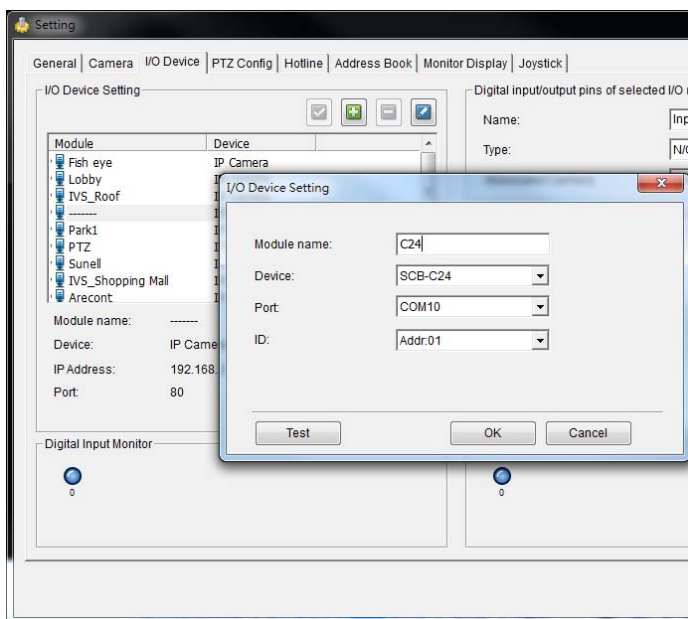 Setting
General Camera I/O Device PTZ Config Hotline Address Book Monitor Display Joystick
I/O Device Setting
Module Device
Fish eye IP Camera
Lobby
IVS_Roof
-------
Park1
PTZ
Sunell
IVS_Shopping Mall
Arecont
Module name: -------
Device: IP Came
IP Address: 192.168.
Port: 80
Digital Input Monitor
0
Digital input/output pins of selected I/O
Name: Inp
Type: N/
I/O Device Setting
Module name: C24
Device: SCB-C24
Port: COM10
ID: Addr:01
Test OK Cancel
0